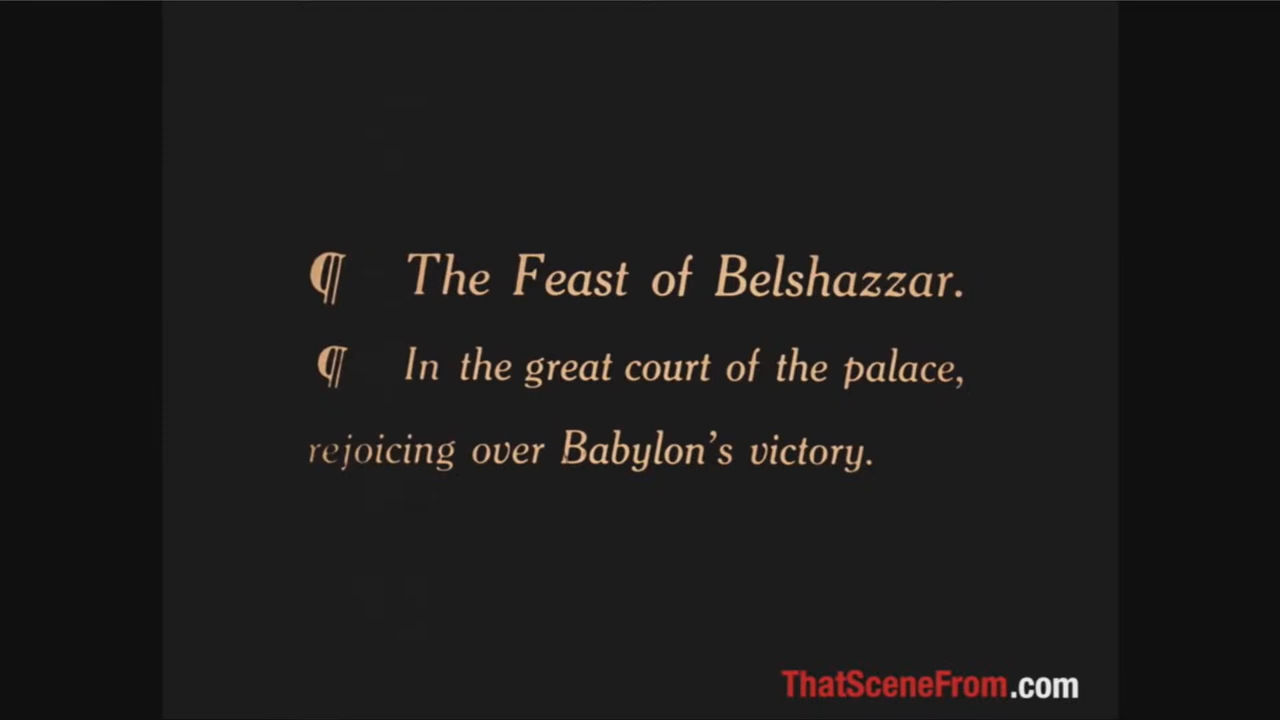 ¶ The Feast of Belshazzar.
¶ In the great court of the palace,
rejoicing over Babylon's victory.
ThatSceneFrom.com